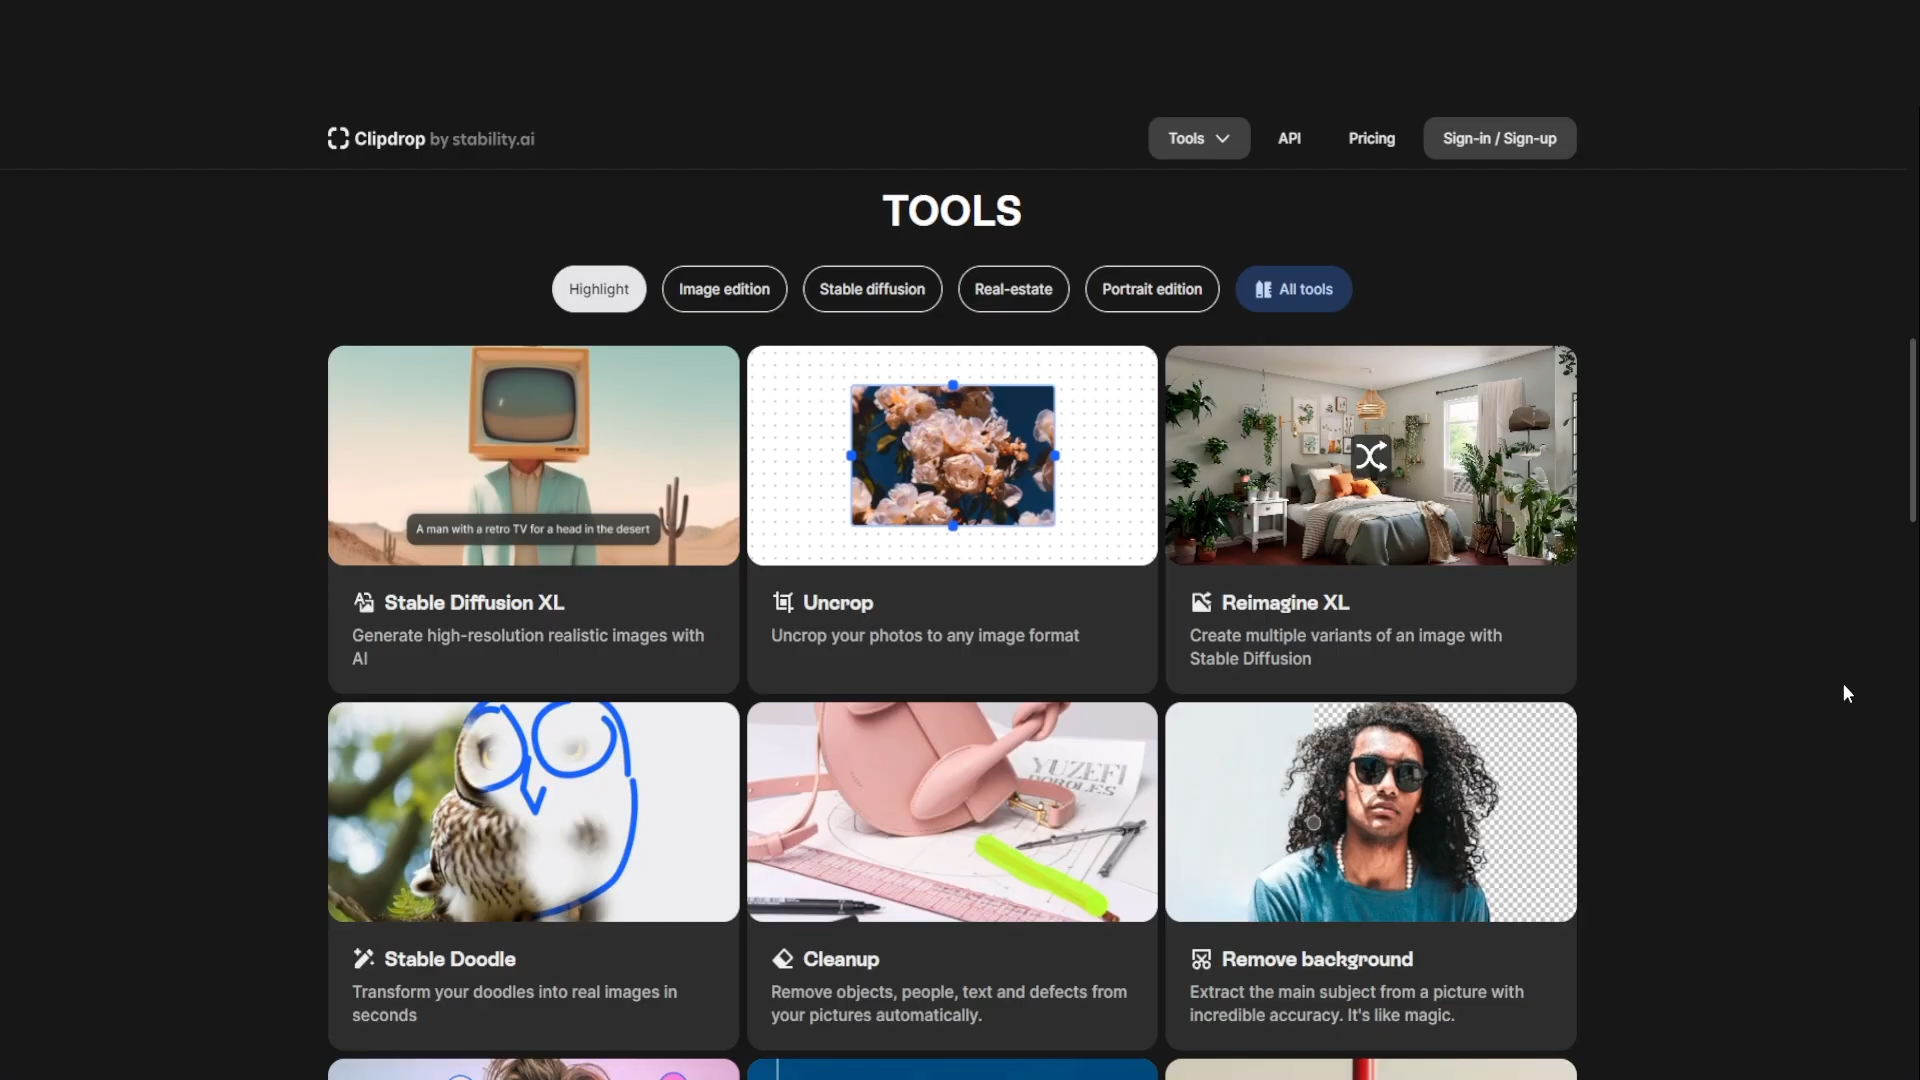 Clipdrop by stability.ai
Tools
API
Pricing
Sign-in / Sign-up
TOOLS
Highlight
Image edition
Stable diffusion
Real-estate
Portrait edition
All tools
A man with a retro TV for a head in the desert
Stable Diffusion XL
Generate high-resolution realistic images with
AI
Uncrop
Uncrop your photos to any image format
Reimagine XL
Create multiple variants of an image with
Stable Diffusion
YUZEFI
Stable Doodle
Transform your doodles into real images in
seconds
Cleanup
Remove objects, people, text and defects from
your pictures automatically.
Remove background
Extract the main subject from a picture with
incredible accuracy. It's like magic.